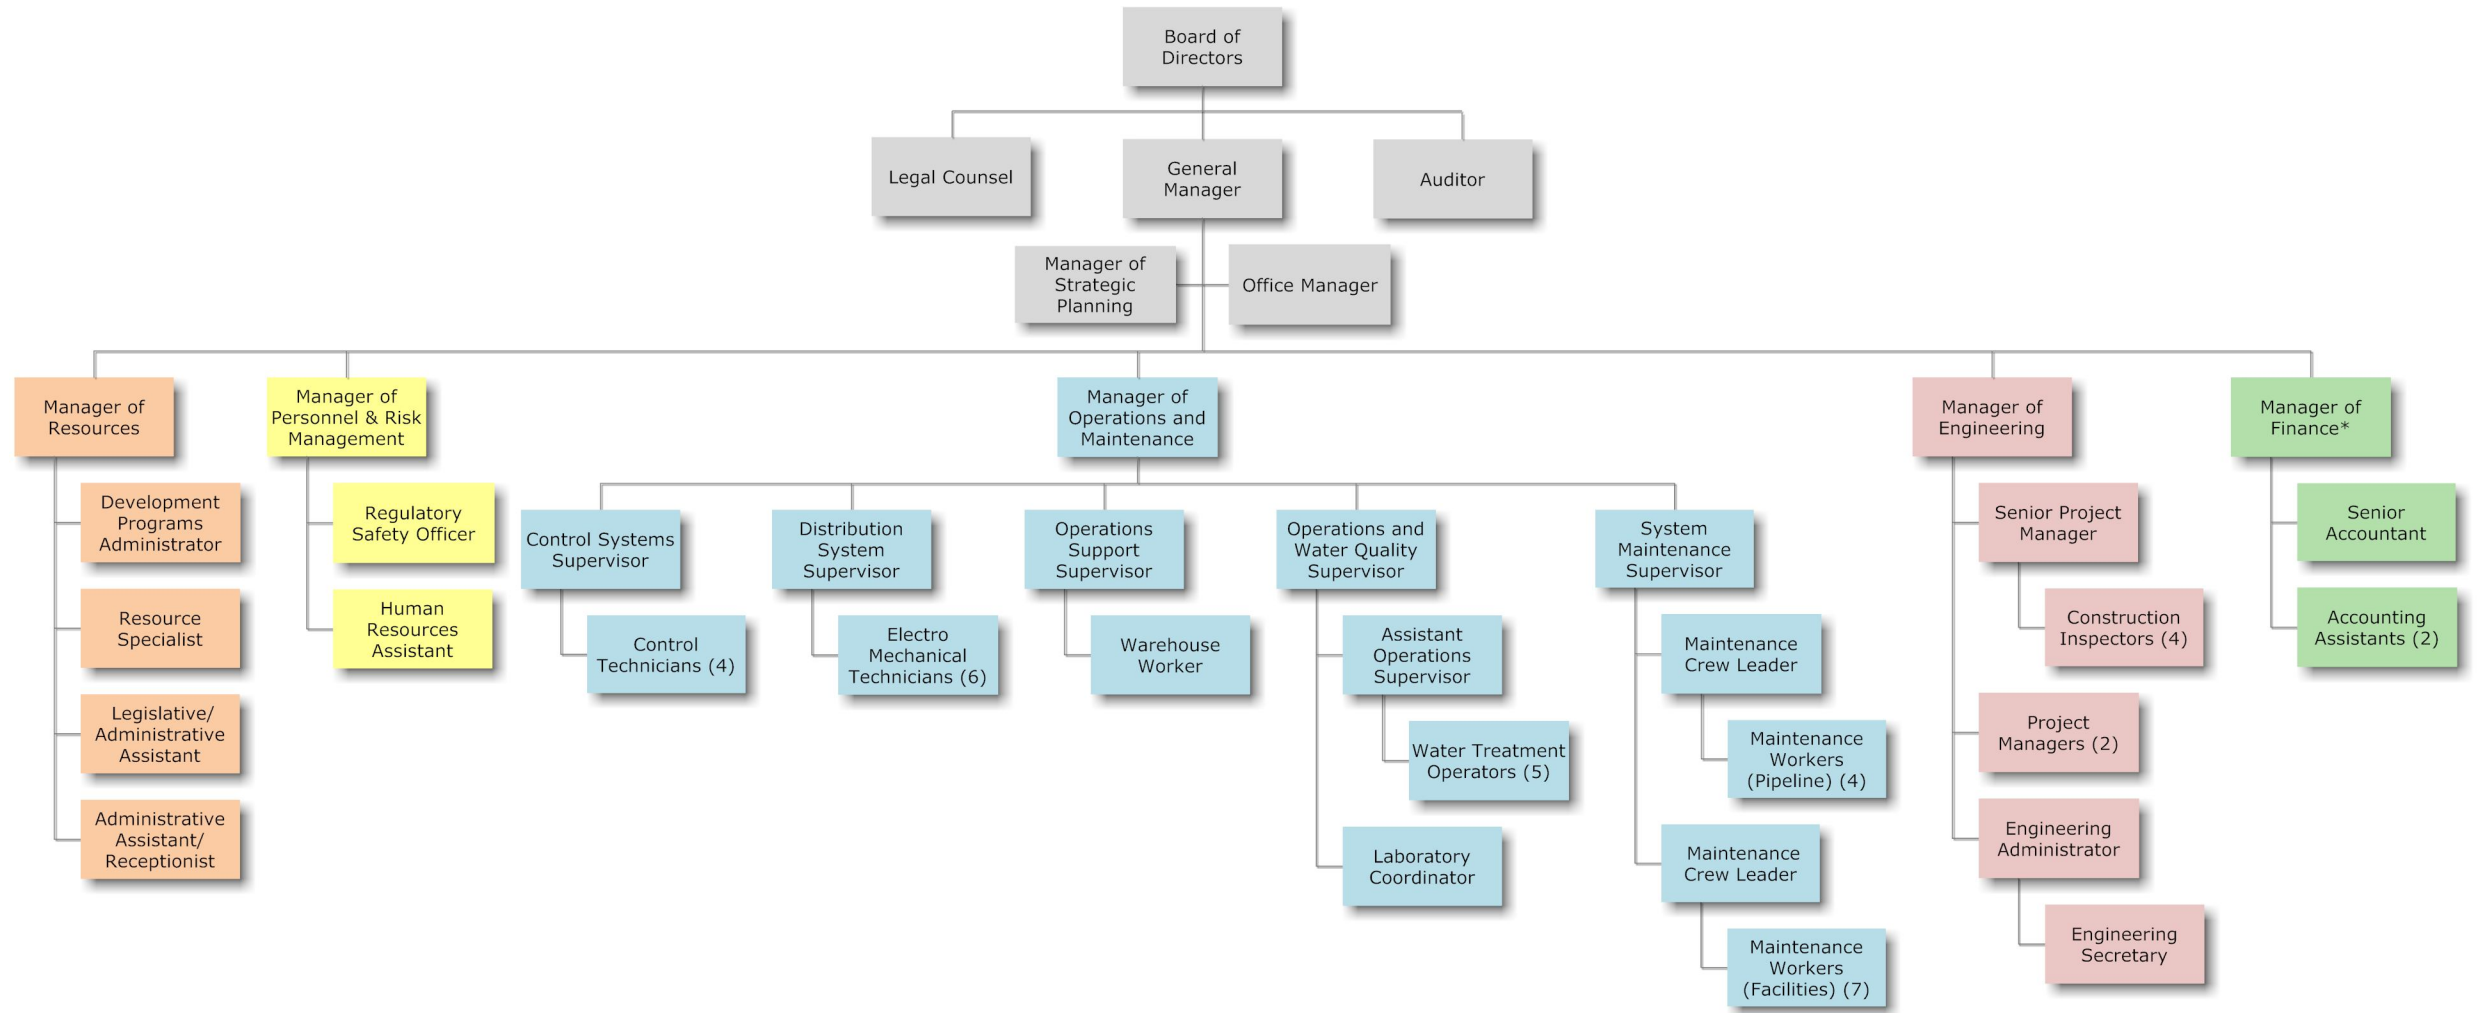 Board of
Directors
Legal Counsel
General
Manager
Auditor
Manager of
Strategic
Planning
Office Manager
Manager of
Resources
Development
Programs
Administrator
Resource
Specialist
Legislative/
Administrative
Assistant
Administrative
Assistant/
Receptionist
Manager of
Personnel & Risk
Management
Regulatory
Safety Officer
Human
Resources
Assistant
Manager of
Operations and
Maintenance
Control Systems
Supervisor
Control
Technicians (4)
Distribution
System
Supervisor
Electro
Mechanical
Technicians (6)
Operations
Support
Supervisor
Warehouse
Worker
Operations and
Water Quality
Supervisor
Assistant
Operations
Supervisor
Water Treatment
Operators (5)
Laboratory
Coordinator
System
Maintenance
Supervisor
Maintenance
Crew Leader
Maintenance
Workers
(Pipeline) (4)
Maintenance
Crew Leader
Maintenance
Workers
(Facilities) (7)
Manager of
Engineering
Senior Project
Manager
Construction
Inspectors (4)
Project
Managers (2)
Engineering
Administrator
Engineering
Secretary
Manager of
Finance*
Senior
Accountant
Accounting
Assistants (2)